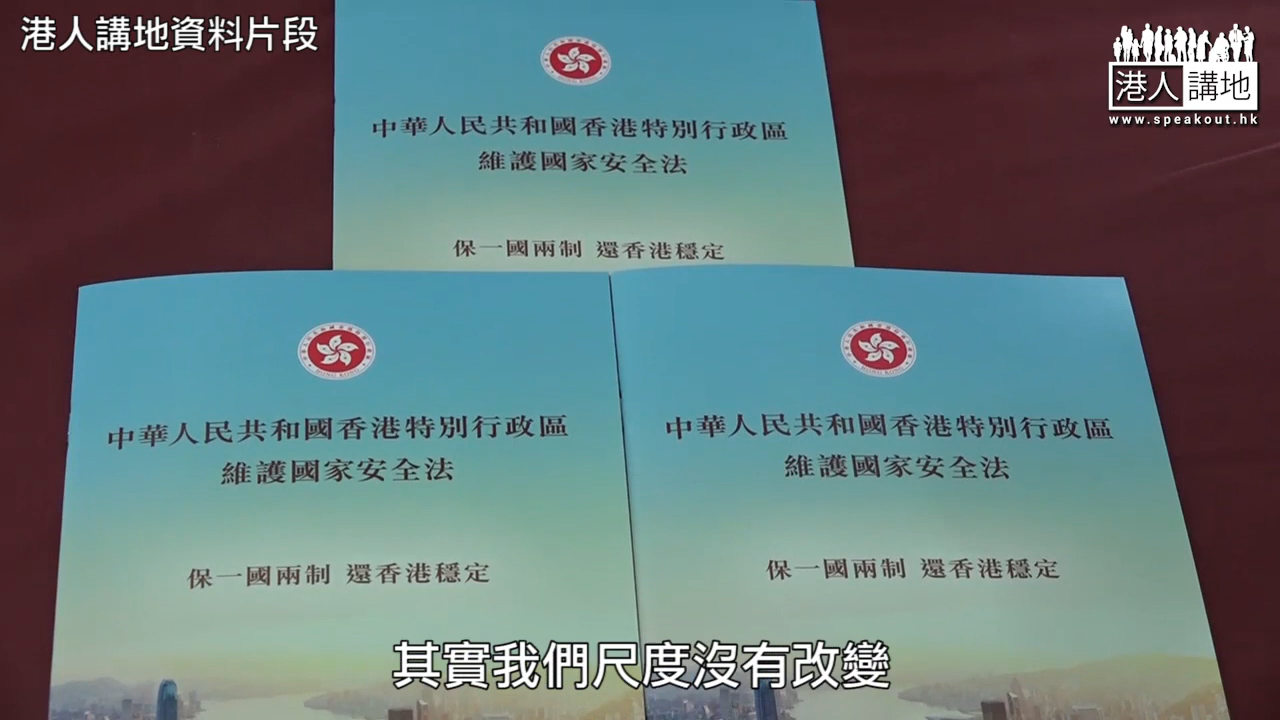 港人講地資料片段
港人講地
www.speakout.hk
中華人民共和國香港特別行政區
維護國家安全法
保一國兩制 還香港穩定
中華人民共和國香港特別行政區
維護國家安全法
保一國兩制 還香港穩定
中華人民共和國香港特別行政區
維護國家安全法
保一國兩制 還香港穩定
其實我們尺度沒有改變